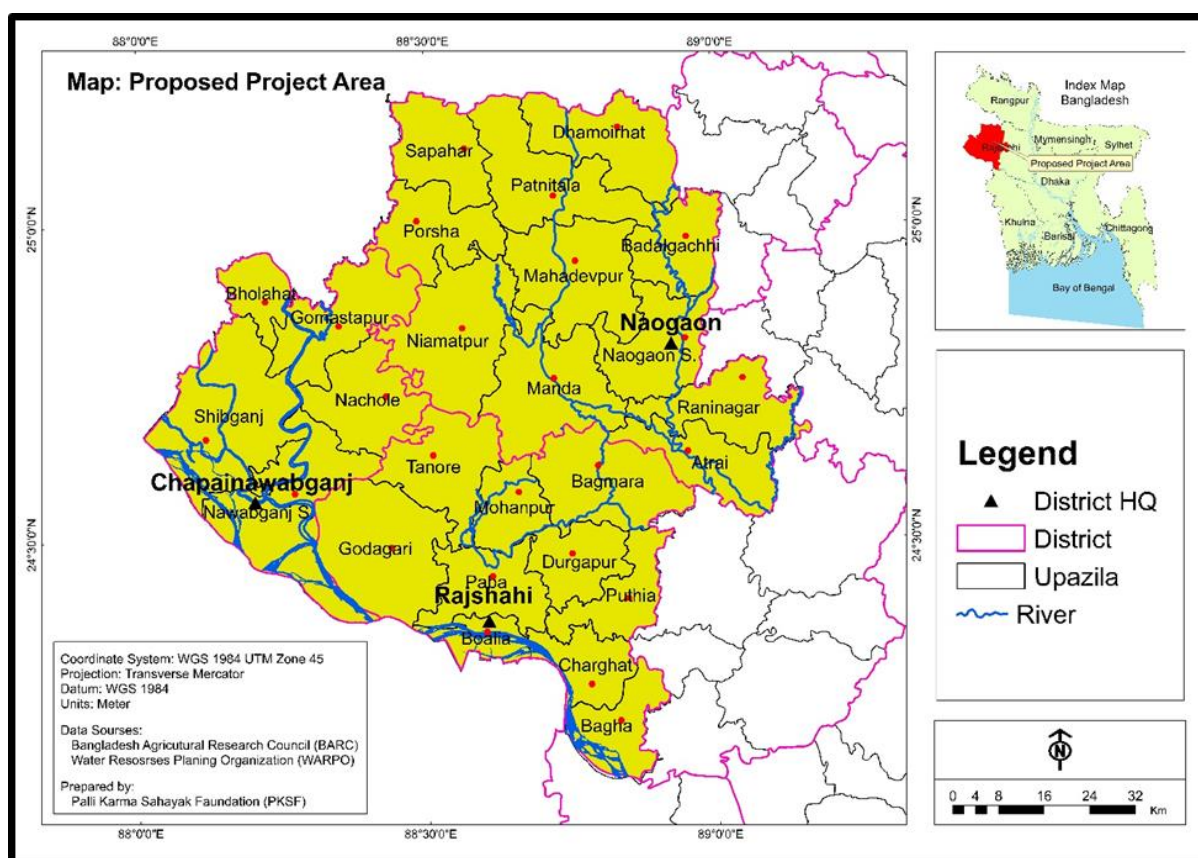 88°0'0"E 88°30'0"E 89°0'0"E
Map: Proposed Project Area
25°0'0"N
24°30'0"N
Dhamoirhat
Sapahar
Patnitala
Porsha
Badalgachhi
Mahadevpur
Bholahat
Gomastapur
Niamatpur
Naogaon
Naogaon S.
Manda
Nachole
Raninagar
Shibganj
Tanore
Atrai
Bagmara
Chapainawabganj
Nawabganj S.
Mohanpur
Godagari
Durgapur
Paba
Puthia
Rajshahi
Boalia
Charghat
Bagha
Coordinate System: WGS 1984 UTM Zone 45
Projection: Transverse Mercator
Datum: WGS 1984
Units: Meter
Data Sourses:
Bangladesh Agricutural Research Council (BARC)
Water Resosrses Planing Organization (WARPO)
Prepared by:
Palli Karma Sahayak Faundation (PKSF)
88°0'0"E 88°30'0"E 89°0'0"E
25°0'0"N
24°30'0"N
Index Map
Bangladesh
Rangpur
Mymensingh
Sylhet
Rajshahi
Proposed Project Area
Dhaka
Khulna
Barisal
Chittagong
Bay of Bengal
Legend
District HQ
District
Upazila
River
N
0 4 8 16 24 32
Km